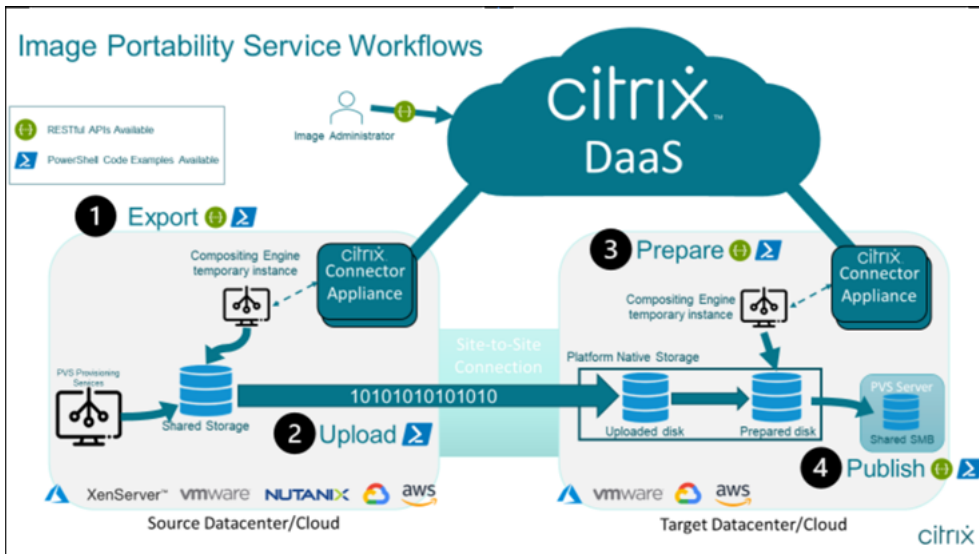 Image Portability Service Workflows
citrix™
DaaS
Image Administrator
RESTful APIs Available
PowerShell Code Examples Available
1 Export
Compositing Engine
temporary instance
citrix
Connector
Appliance
PVS Provisioning
Services
Shared Storage
2 Upload
10101010101010
Site-to-Site
Connection
XenServer™ vmware NUTANIX aws
Source Datacenter/Cloud
3 Prepare
Compositing Engine
temporary instance
citrix
Connector
Appliance
Platform Native Storage
Uploaded disk
Prepared disk
PVS Server
Shared SMB
4 Publish
vmware aws
Target Datacenter/Cloud
citrix